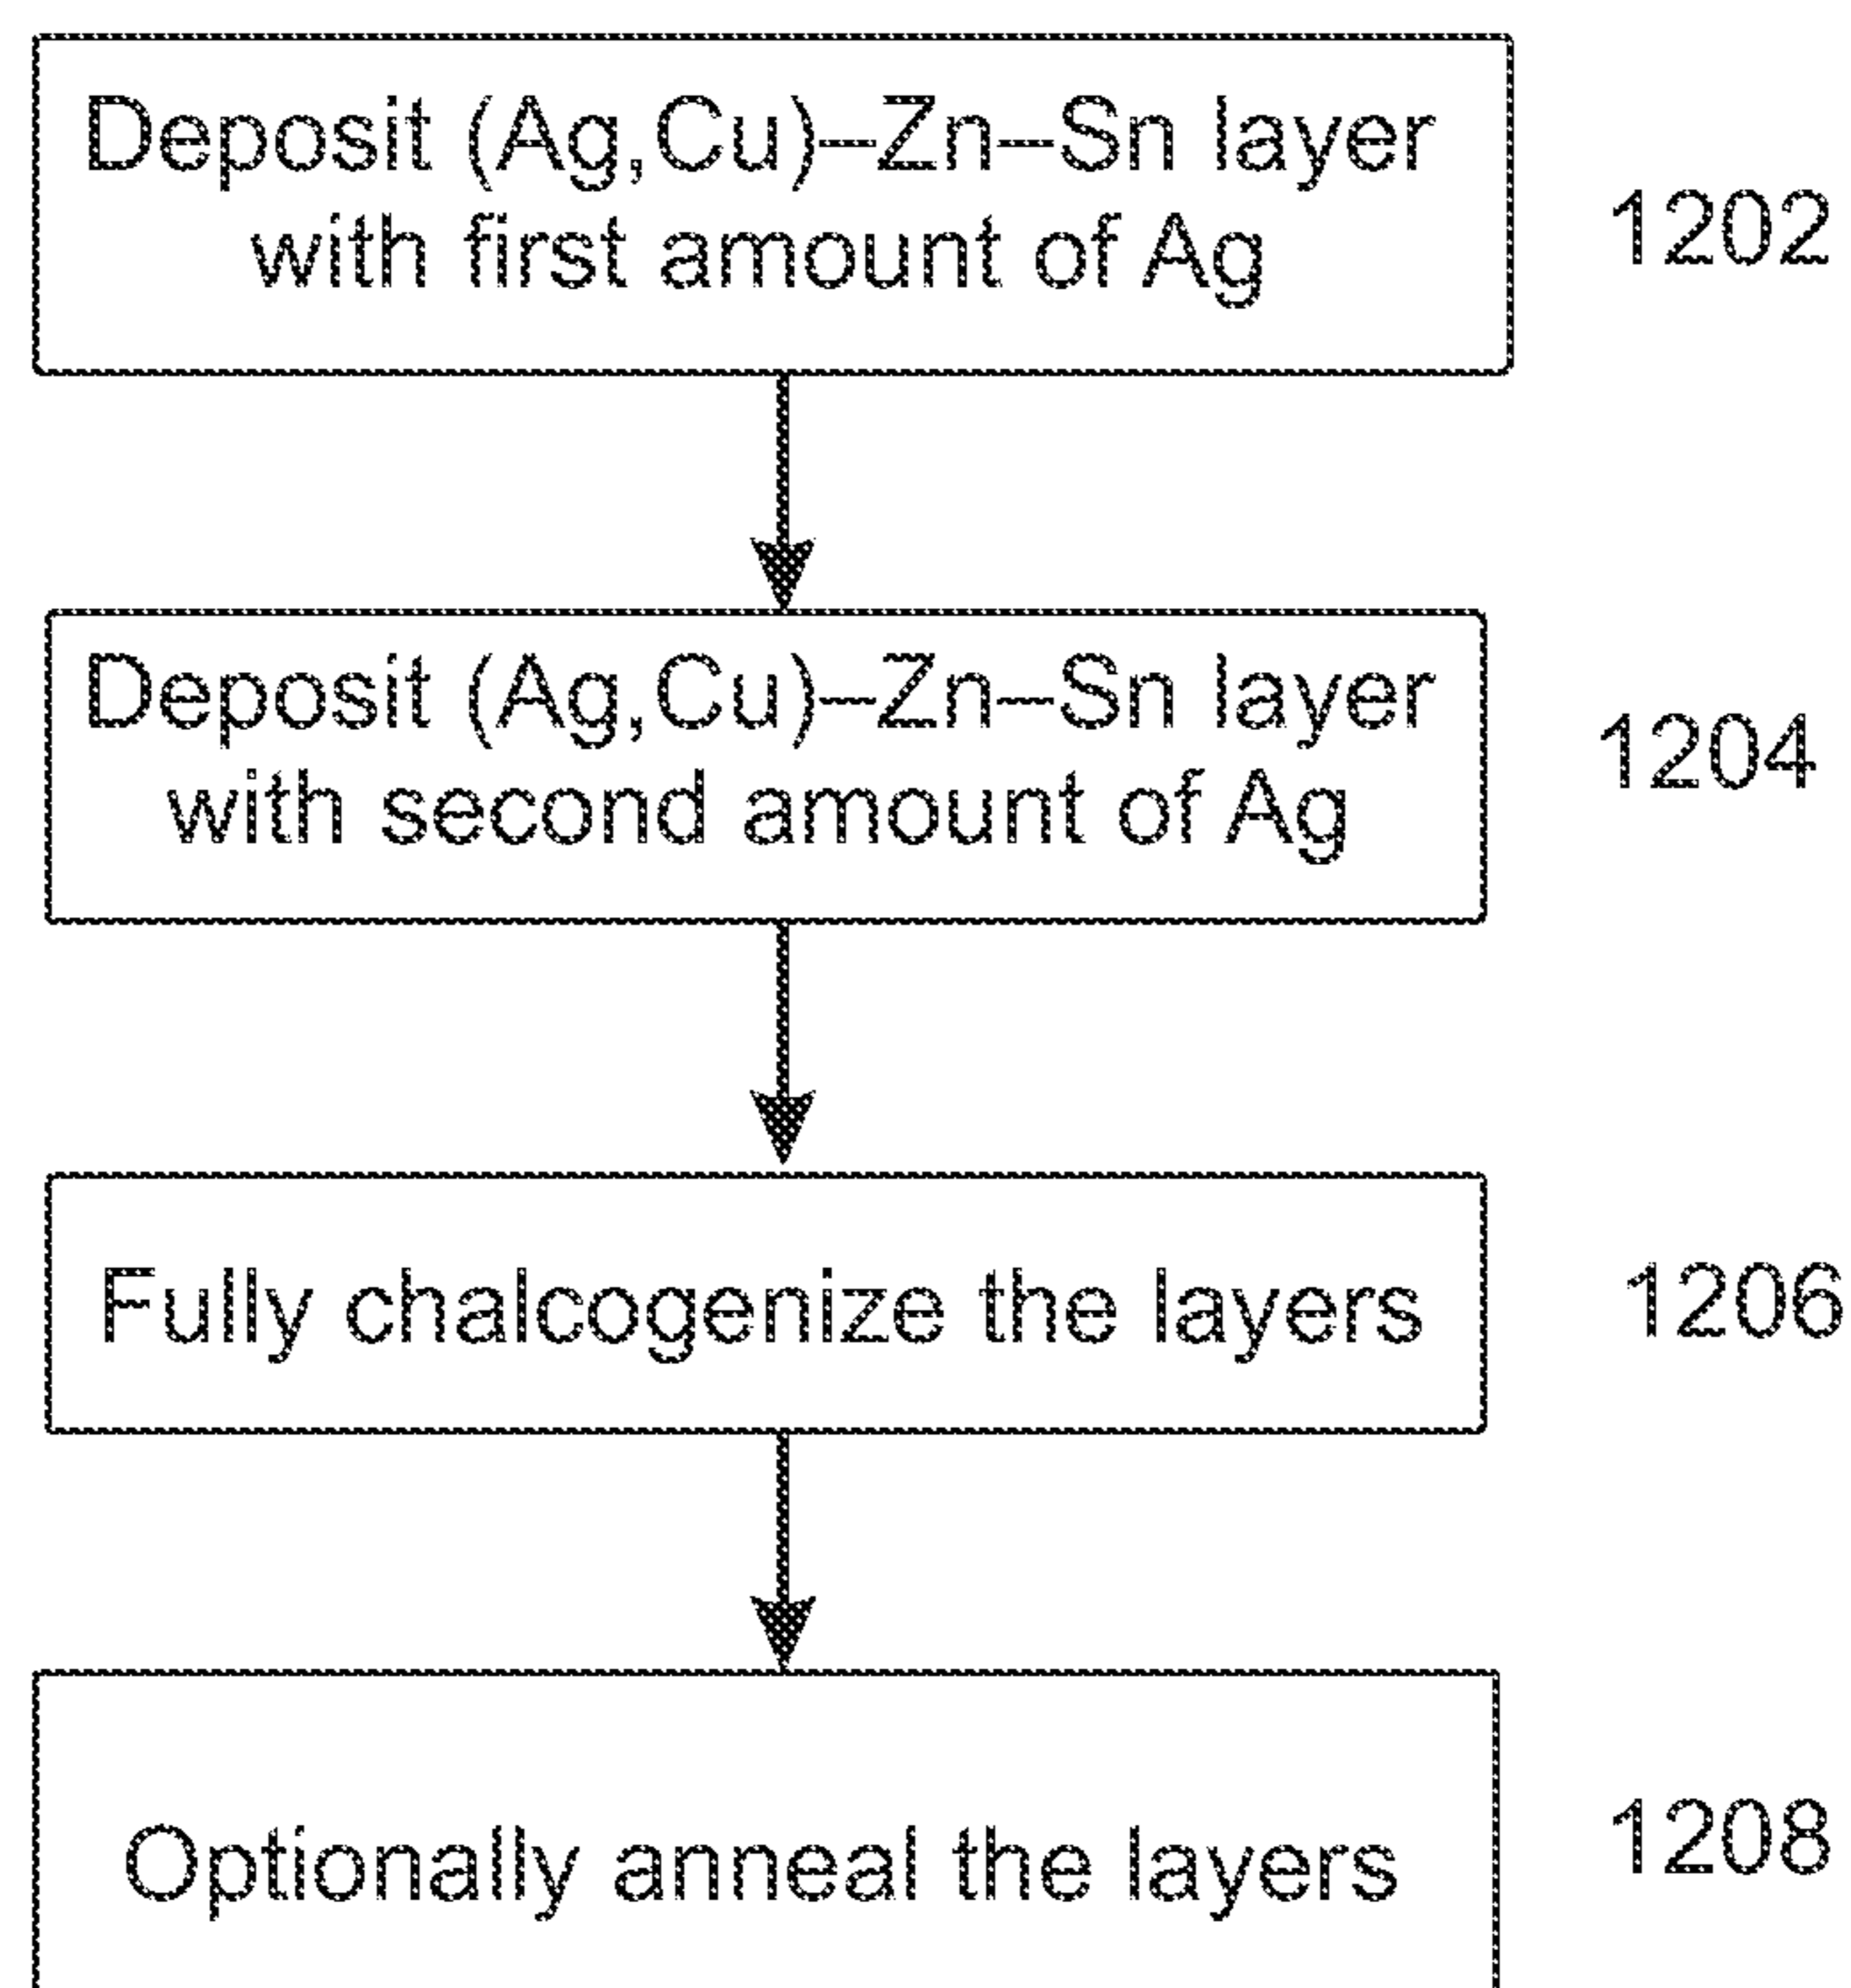 Deposit (Ag,Cu)–Zn–Sn layer
with first amount of Ag
1202
Deposit (Ag,Cu)–Zn–Sn layer
with second amount of Ag
1204
Fully chalcogenize the layers
1206
Optionally anneal the layers
1208